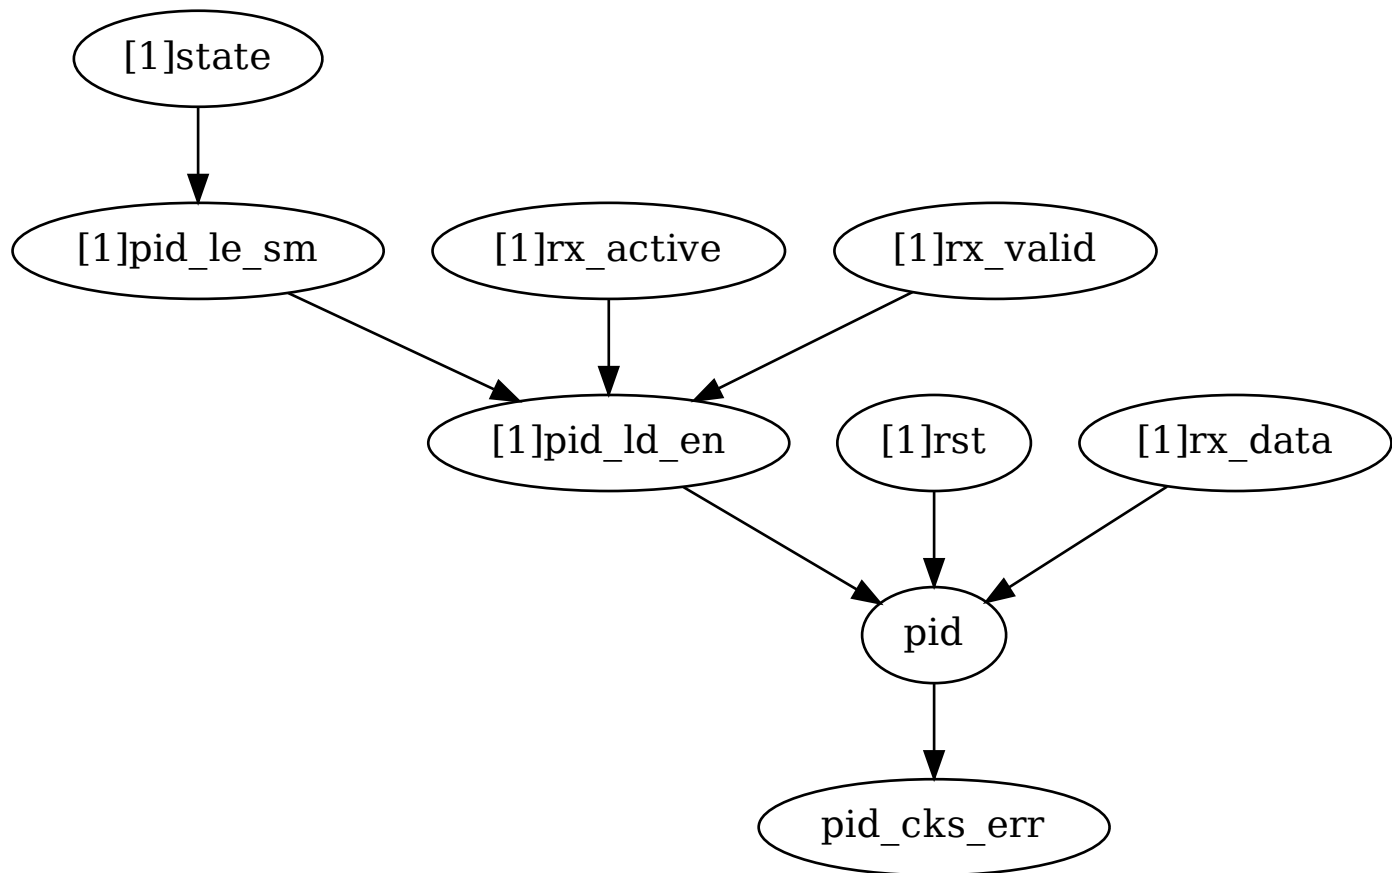 [1]state
[1]pid_le_sm
[1]rx_active
[1]rx_valid
[1]pid_ld_en
[1]rst
[1]rx_data
pid
pid_cks_err